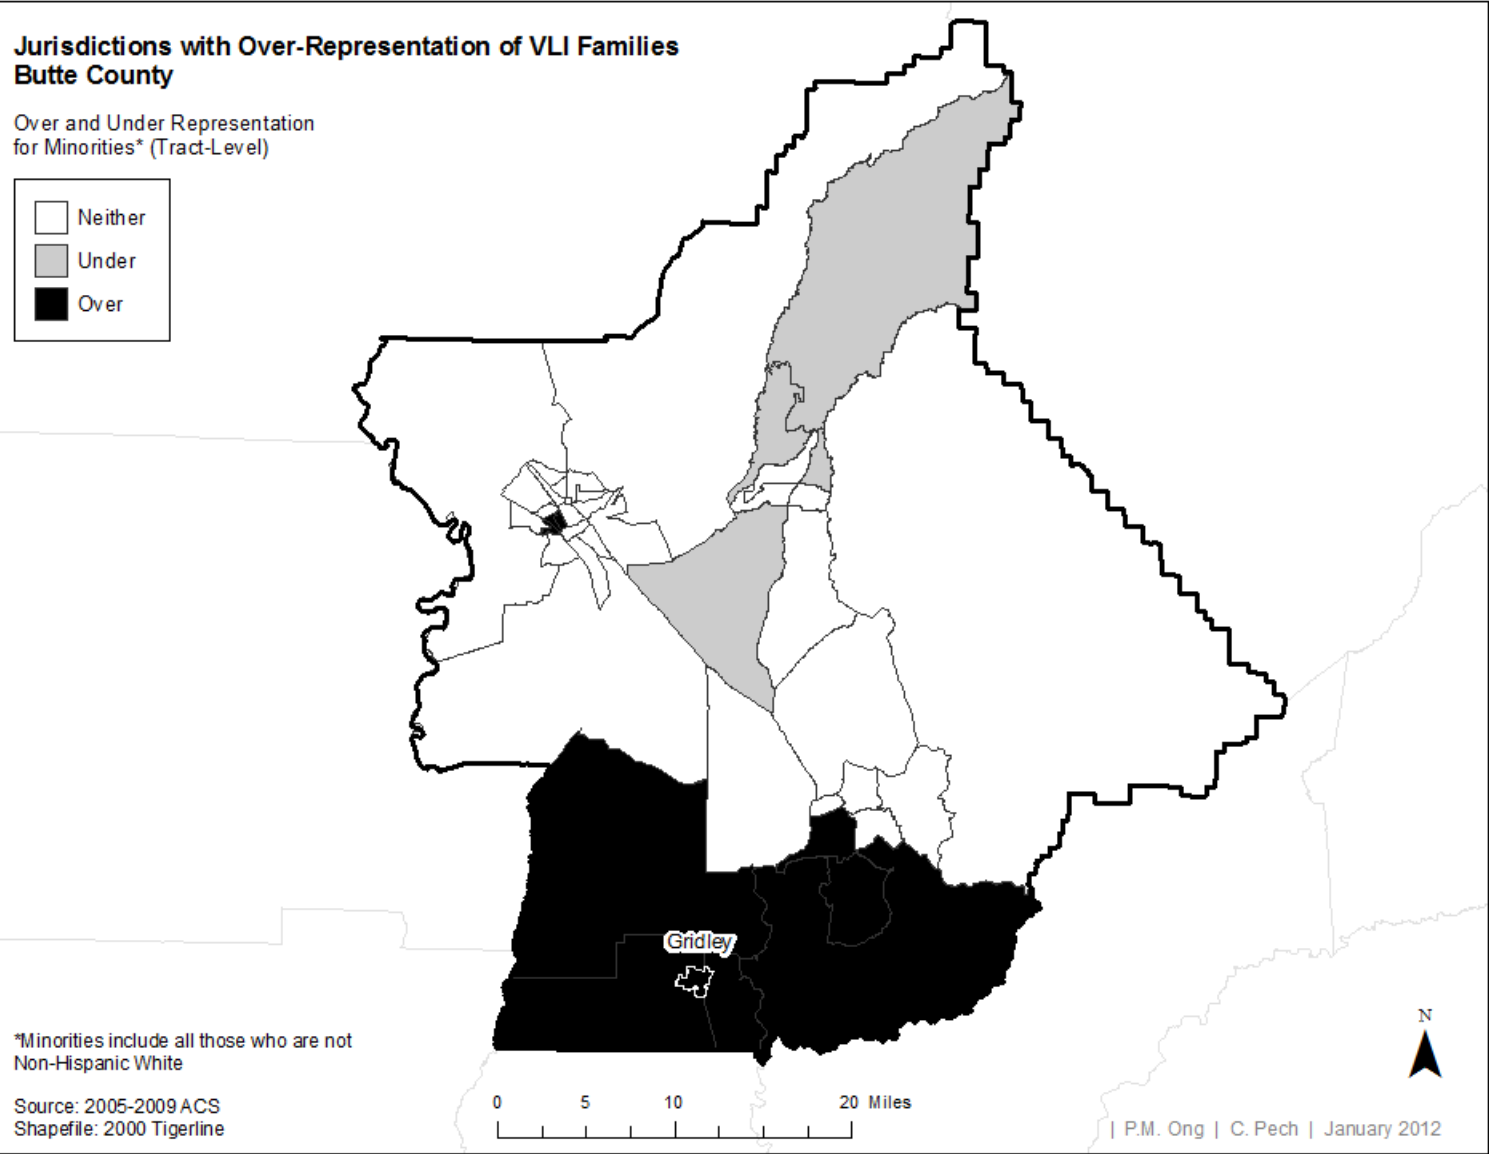 Jurisdictions with Over-Representation of VLI Families
Butte County
Over and Under Representation
for Minorities* (Tract-Level)
Neither
Under
Over
Gridley
*Minorities include all those who are not
Non-Hispanic White
Source: 2005-2009 ACS
Shapefile: 2000 Tigerline
0 5 10 20 Miles
N
| P.M. Ong | C. Pech | January 2012